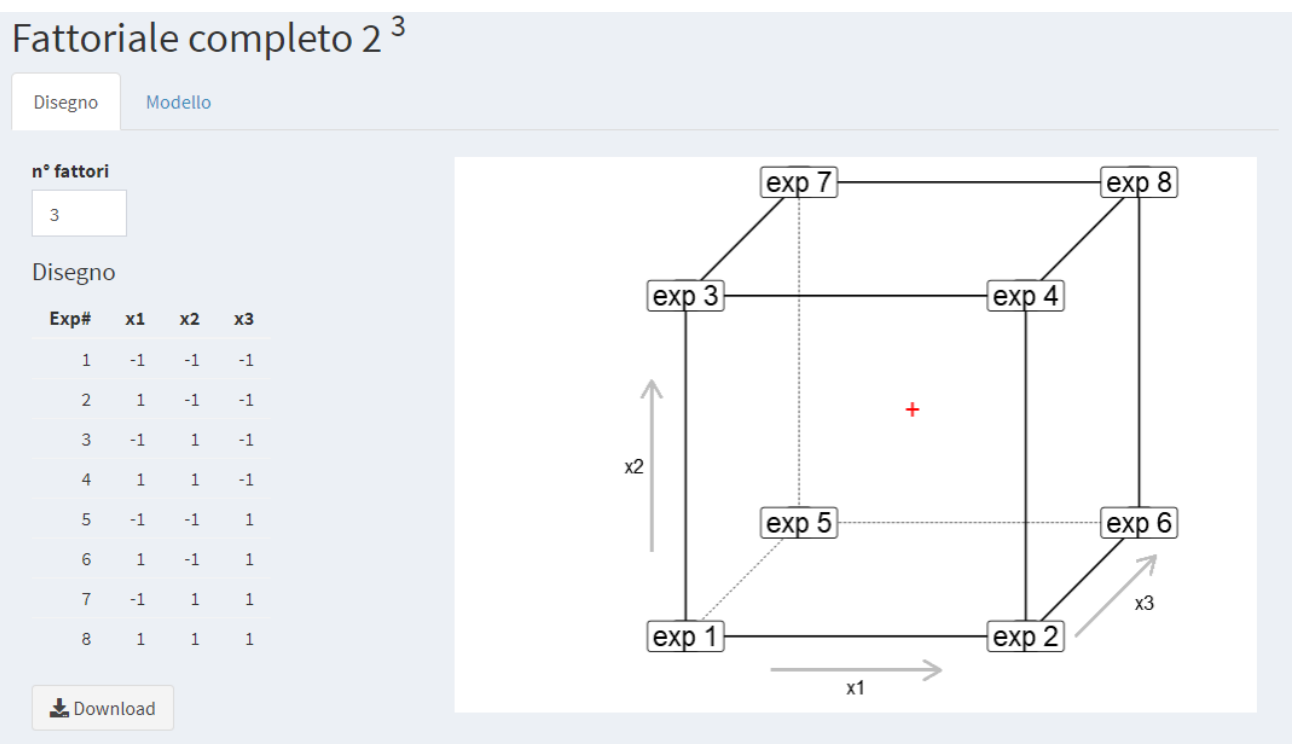 Fattoriale completo 2 ³
Disegno
Modello
n° fattori
3
Disegno
Exp# x1 x2 x3
1 -1 -1 -1
2 1 -1 -1
3 -1 1 -1
4 1 1 -1
5 -1 -1 1
6 1 -1 1
7 -1 1 1
8 1 1 1
Download
exp 7
exp 8
exp 3
exp 4
x2
exp 5
exp 6
x3
exp 1
exp 2
x1